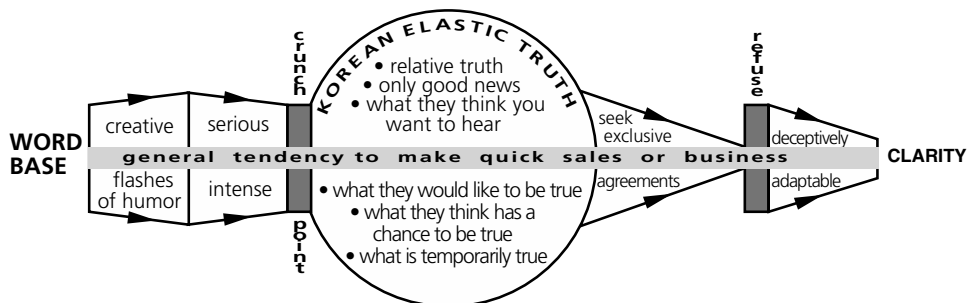 WORD
BASE
creative
flashes
of humor
serious
intense
crunch
point
KOREAN ELASTIC TRUTH
• relative truth
• only good news
• what they think you
want to hear
general tendency to make quick sales or business
• what they would like to be true
• what they think has a
chance to be true
• what is temporarily true
seek
exclusive
agreements
refuse
deceptively
adaptable
CLARITY